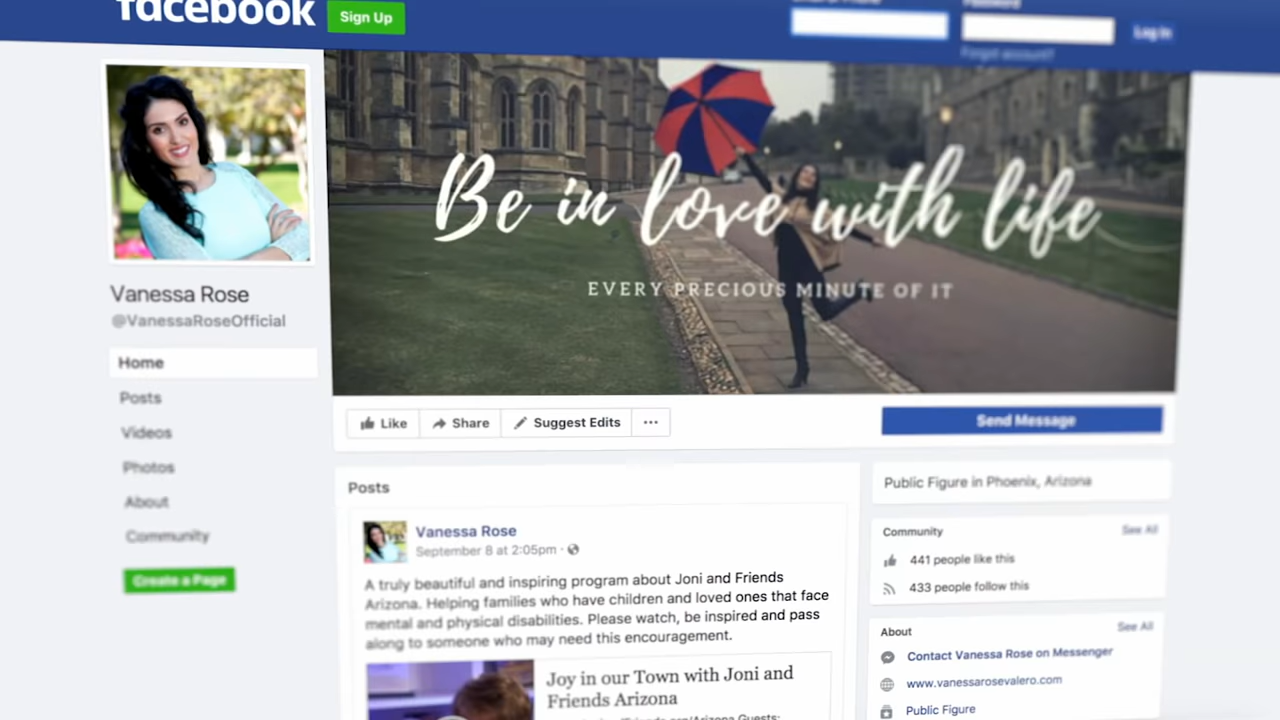 facebook
Sign Up
Password
Log In
Forgot account?
Vanessa Rose
@VanessaRoseOfficial
Home
Posts
Videos
Photos
About
Community
Create a Page
Be in love with life
EVERY PRECIOUS MINUTE OF IT
Like
Share
Suggest Edits
Send Message
Posts
Vanessa Rose
September 8 at 2:05pm ·
A truly beautiful and inspiring program about Joni and Friends
Arizona. Helping families who have children and loved ones that face
mental and physical disabilities. Please watch, be inspired and pass
along to someone who may need this encouragement.
Joy in our Town with Joni and
Friends Arizona
Guests:
Public Figure in Phoenix, Arizona
Community
See All
441 people like this
433 people follow this
About
See All
Contact Vanessa Rose on Messenger
www.vanessarosevalero.com
Public Figure